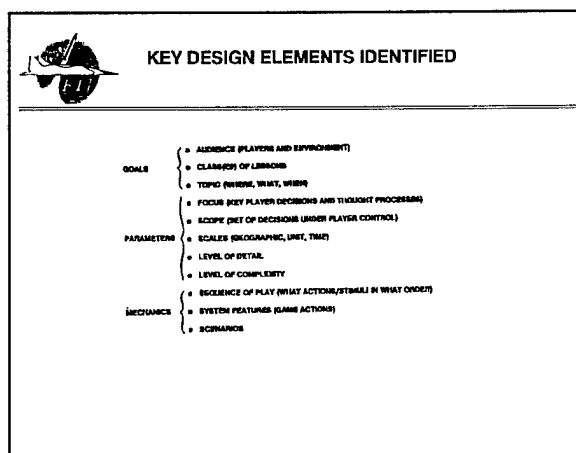 KEY DESIGN ELEMENTS IDENTIFIED
GOALS
• AUDIENCE (PLAYERS AND ENVIRONMENT)
• CLASS(ES) OF LESSONS
• TOPIC (WHERE, WHAT, WHEN)
PARAMETERS
• FOCUS (KEY PLAYER DECISIONS AND THOUGHT PROCESSES)
• SCOPE (SET OF DECISIONS UNDER PLAYER CONTROL)
• SCALES (GEOGRAPHIC, UNIT, TIME)
• LEVEL OF DETAIL
• LEVEL OF COMPLEXITY
MECHANICS
• SEQUENCE OF PLAY (WHAT ACTIONS/STIMULI IN WHAT ORDER)
• SYSTEM FEATURES (GAME ACTIONS)
• SCENARIOS